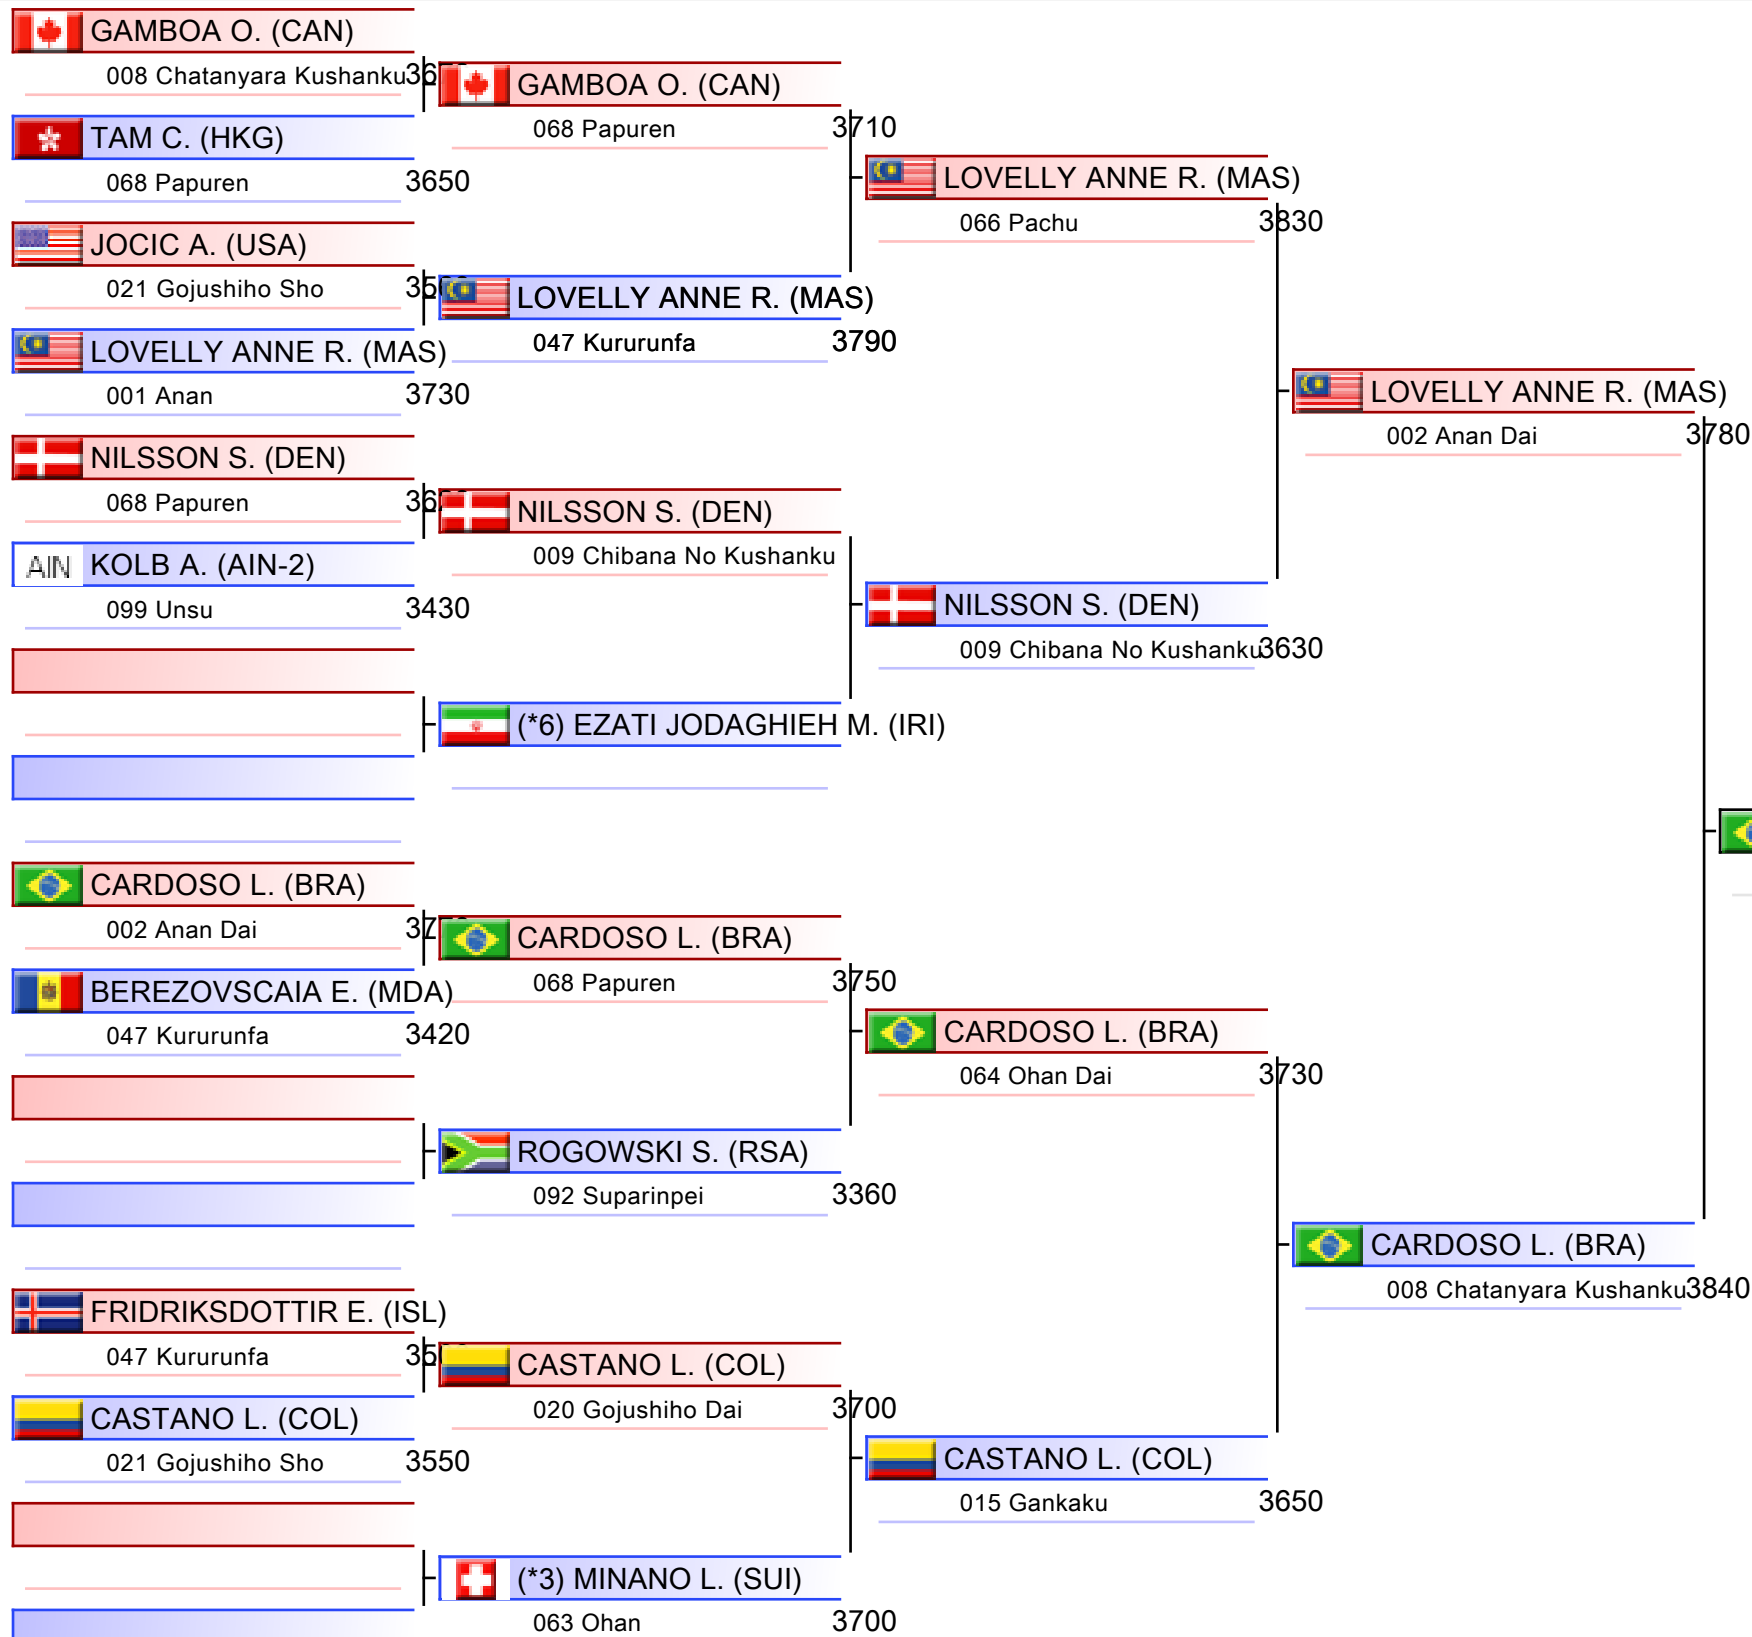 GAMBOA O. (CAN)
008 Chatanyara Kushanku
TAM C. (HKG)
068 Papuren 3650
JOCIC A. (USA)
021 Gojushiho Sho
LOVELLY ANNE R. (MAS)
001 Anan 3730
NILSSON S. (DEN)
068 Papuren
AIN KOLB A. (AIN-2)
099 Unsu 3430
CARDOSO L. (BRA)
002 Anan Dai
BEREZOVSCAIA E. (MDA)
047 Kururunfa 3420
FRIDRIKSDOTTIR E. (ISL)
047 Kururunfa
CASTANO L. (COL)
021 Gojushiho Sho 3550
GAMBOA O. (CAN)
068 Papuren 3710
LOVELLY ANNE R. (MAS)
047 Kururunfa 3790
NILSSON S. (DEN)
009 Chibana No Kushanku
(*6) EZATI JODAGHIEH M. (IRI)
CARDOSO L. (BRA)
068 Papuren 3750
ROGOWSKI S. (RSA)
092 Suparinpei 3360
CASTANO L. (COL)
020 Gojushiho Dai 3700
(*3) MINANO L. (SUI)
063 Ohan 3700
LOVELLY ANNE R. (MAS)
066 Pachu 3830
NILSSON S. (DEN)
009 Chibana No Kushanku 3630
CARDOSO L. (BRA)
064 Ohan Dai 3730
CASTANO L. (COL)
015 Gankaku 3650
LOVELLY ANNE R. (MAS)
002 Anan Dai 3780
CARDOSO L. (BRA)
008 Chatanyara Kushanku 3840